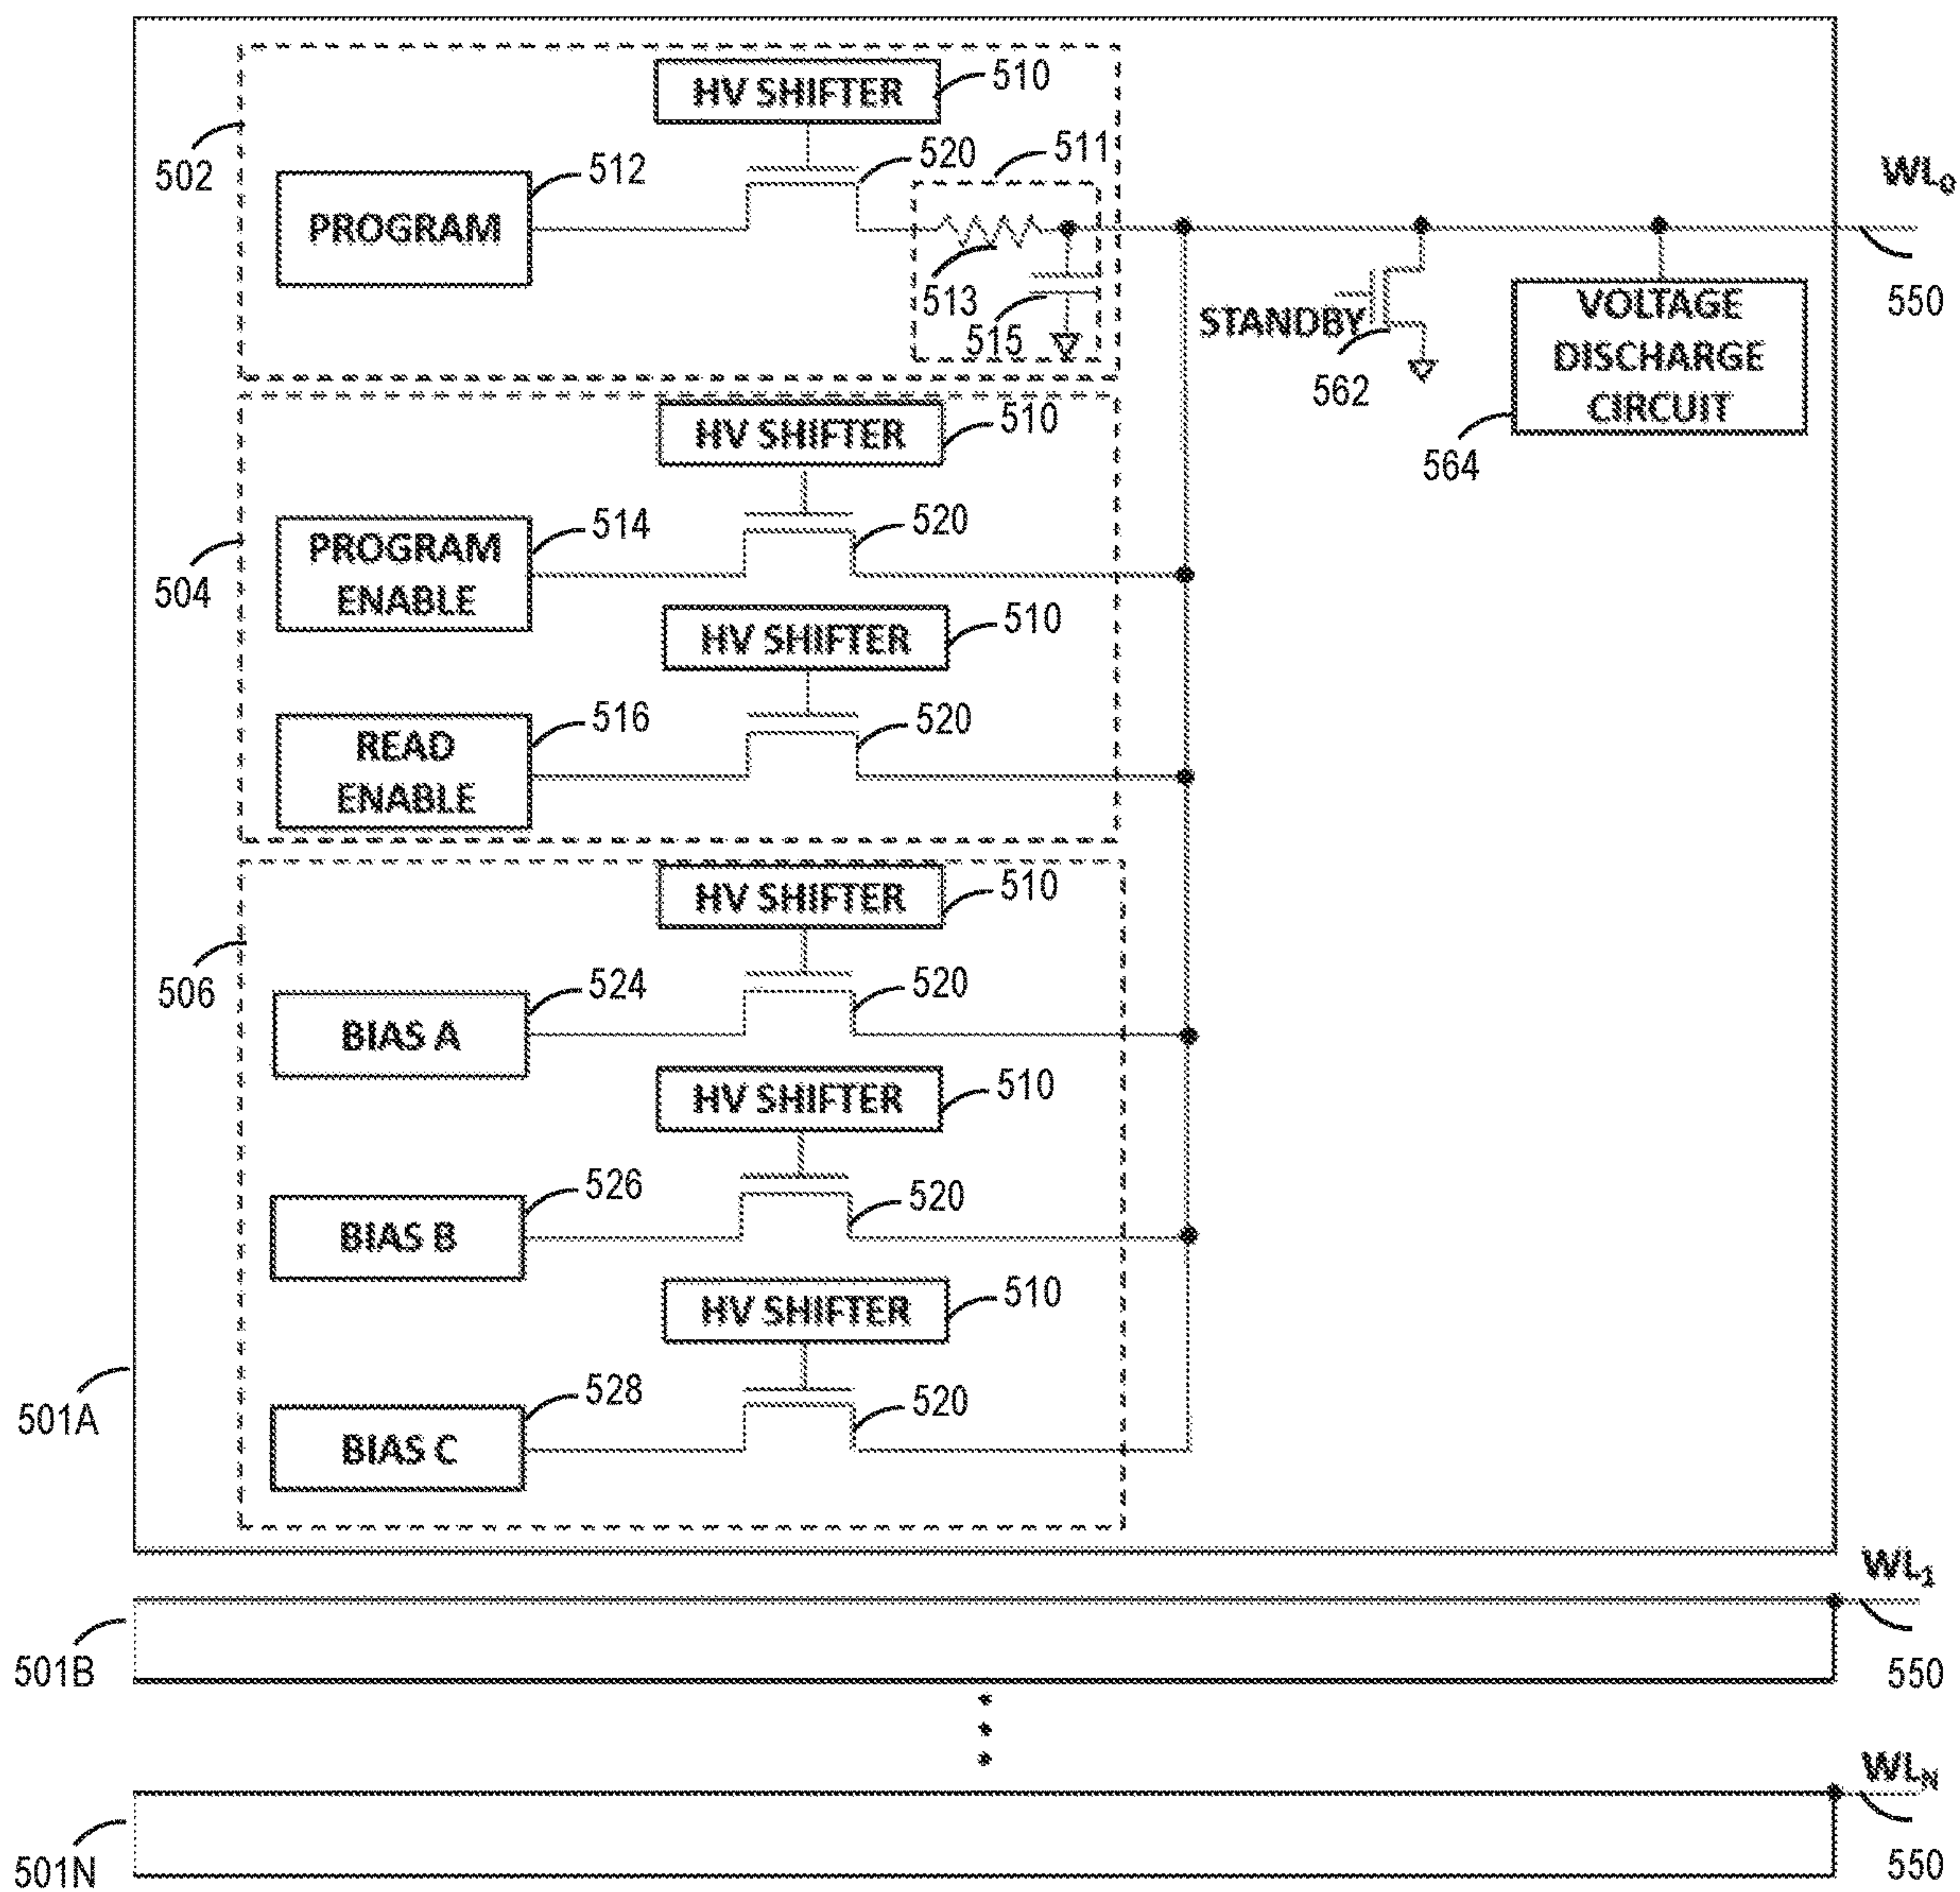 HV SHIFTER
510
502
PROGRAM
512
520
511
513
515
WL0
550
STANDBY
562
VOLTAGE
DISCHARGE
CIRCUIT
564
HV SHIFTER
510
504
PROGRAM
ENABLE
514
520
HV SHIFTER
510
READ
ENABLE
516
520
HV SHIFTER
510
506
BIAS A
524
520
HV SHIFTER
510
BIAS B
526
520
HV SHIFTER
510
BIAS C
528
520
501A
WL1
501B
550
WLN
501N
550